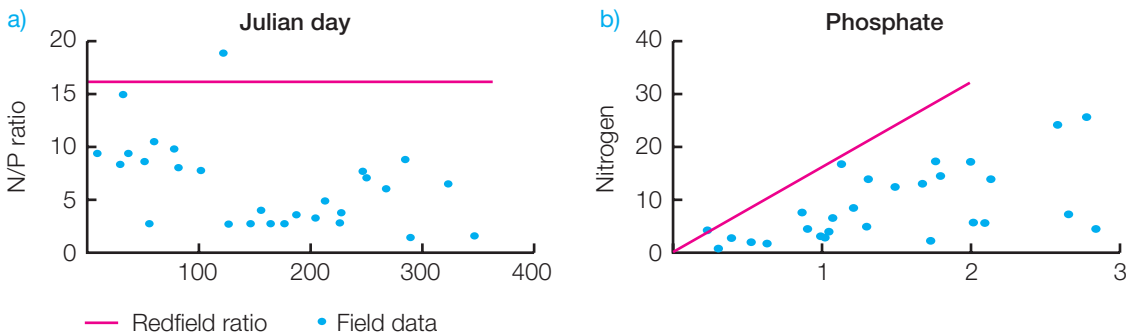 a)
Julian day
20
15
10
5
0
N/P ratio
100
200
300
400
b)
Phosphate
40
30
20
10
0
Nitrogen
1
2
3
Redfield ratio
Field data